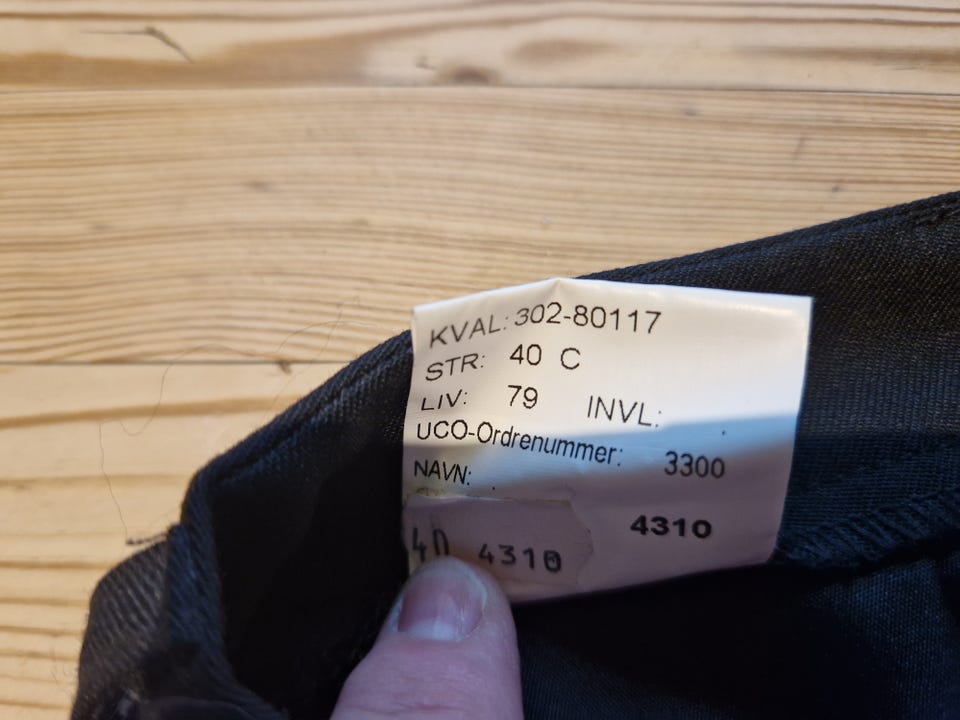 KVAL: 302-80117
STR: 40 C
LIV: 79 INVL:
UCO-Ordrenummer: 3300
NAVN:
4310
40 4310